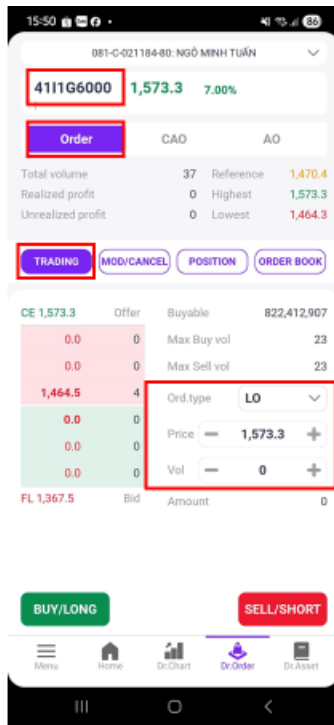 15:50 86
081-C-021184-80: NGÔ MINH TUẤN
41I1G6000 1,573.3 7.00%
Order CAO AO
Total volume 37 Reference 1,470.4
Realized profit 0 Highest 1,573.3
Unrealized profit 0 Lowest 1,464.3
TRADING MOD/CANCEL POSITION ORDER BOOK
CE 1,573.3 Offer Buyable 822,412,907
0.0 0 Max Buy vol 23
0.0 0 Max Sell vol 23
1,464.5 4 Ord.type LO
0.0 0 Price 1,573.3
0.0 0 Vol 0
0.0 0
FL 1,367.5 Bid Amount 0
BUY/LONG SELL/SHORT
Menu Home Dr.Chart Dr.Order Dr.Asset